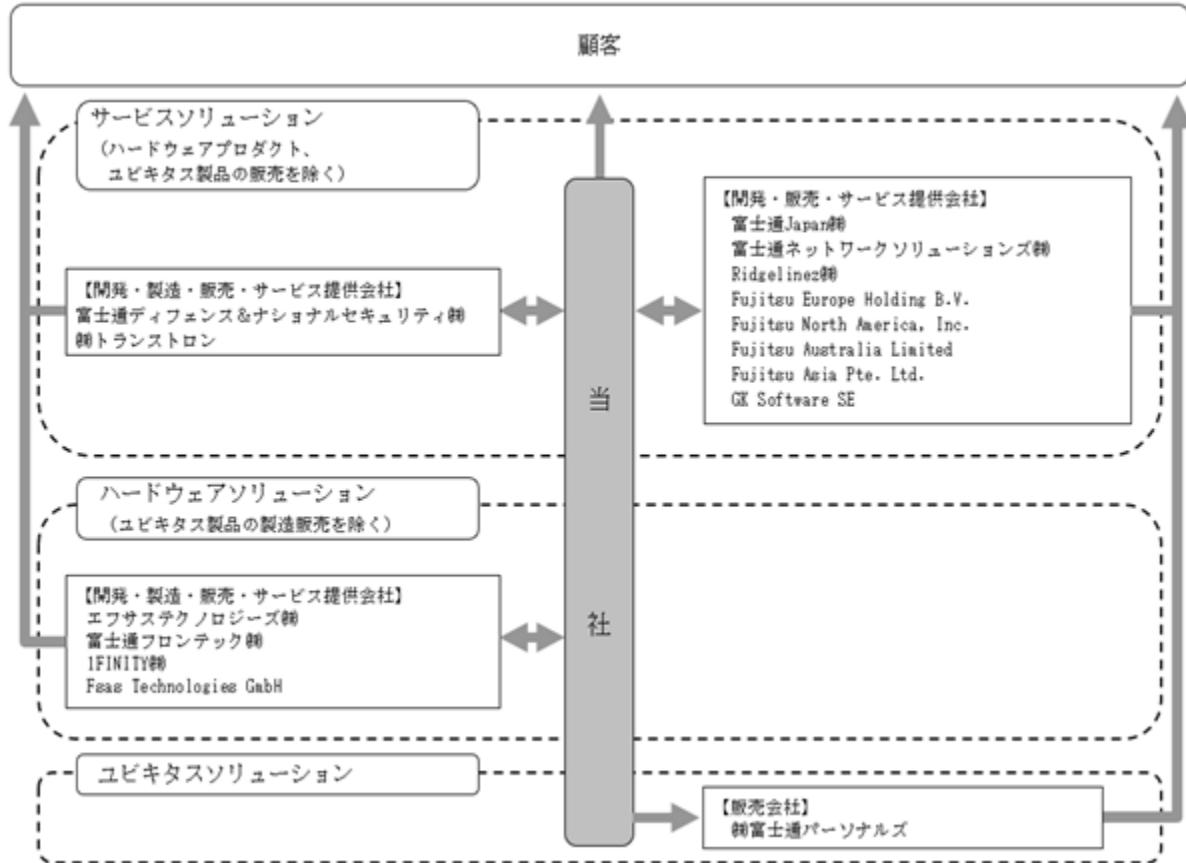 顧客
サービスソリューション
（ハードウェアプロダクト、
ユビキタス製品の販売を除く）
【開発・製造・販売・サービス提供会社】
富士通ディフェンス＆ナショナルセキュリティ㈱
㈱トランストロン
【開発・販売・サービス提供会社】
富士通Japan㈱
富士通ネットワークソリューションズ㈱
Ridgelinez㈱
Fujitsu Europe Holding B.V.
Fujitsu North America, Inc.
Fujitsu Australia Limited
Fujitsu Asia Pte. Ltd.
GK Software SE
当
社
ハードウェアソリューション
（ユビキタス製品の製造販売を除く）
【開発・製造・販売・サービス提供会社】
エフサステクノロジーズ㈱
富士通フロンテック㈱
1FINITY㈱
Fsas Technologies GmbH
ユビキタスソリューション
【販売会社】
㈱富士通パーソナルズ